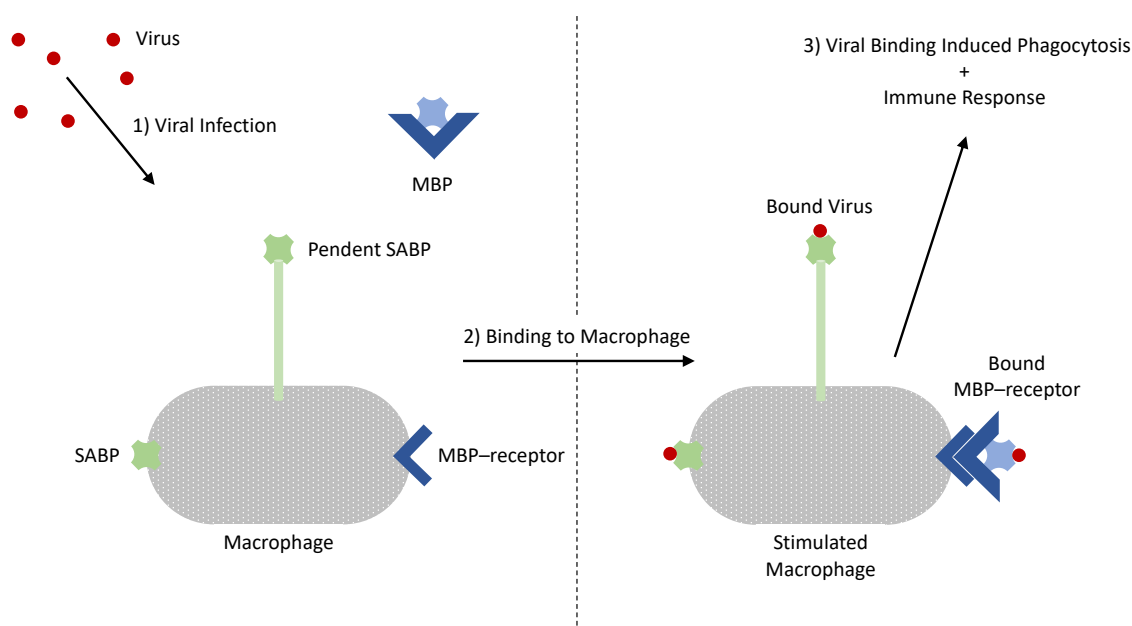 Virus
1) Viral Infection
MBP
Pendent SABP
SABP
MBP–receptor
Macrophage
2) Binding to Macrophage
3) Viral Binding Induced Phagocytosis
+
Immune Response
Bound Virus
Bound
MBP–receptor
Stimulated
Macrophage